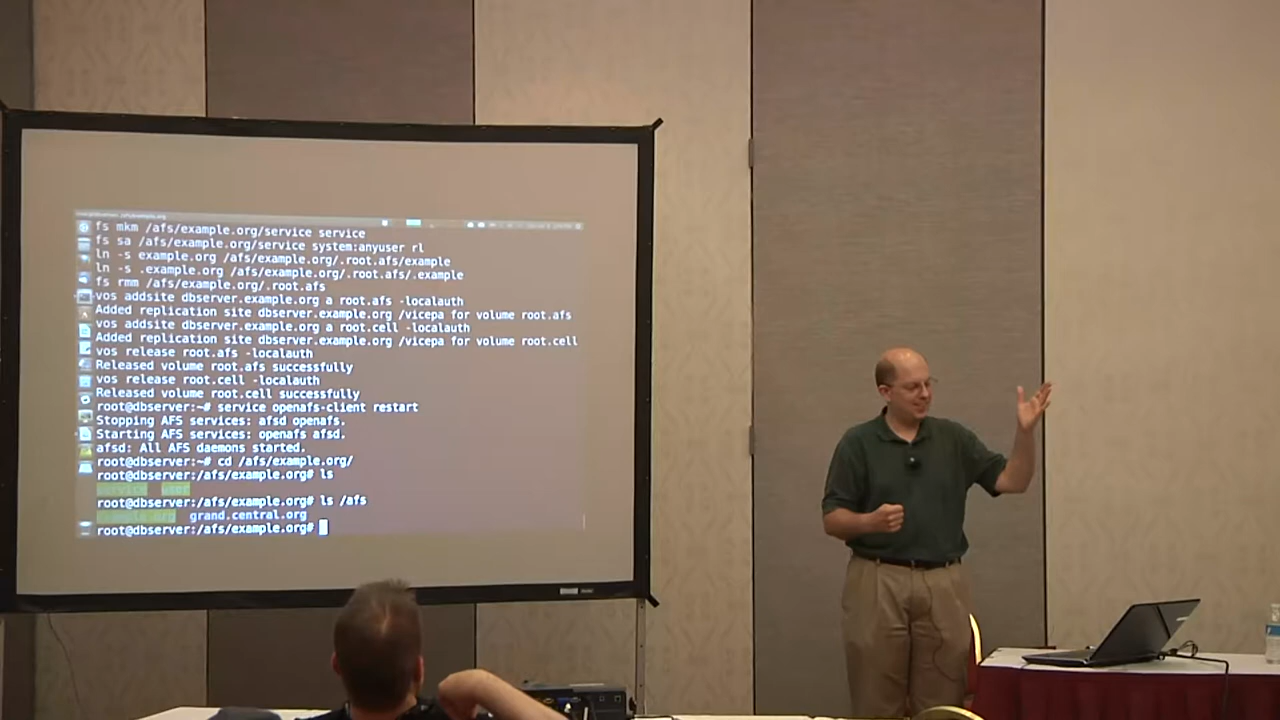 fs mkm /afs/example.org/service service
fs sa /afs/example.org/service system:anyuser rl
ln -s example.org /afs/example.org/.root.afs/example
ln -s .example.org /afs/example.org/.root.afs/.example
fs rmm /afs/example.org/.root.afs
vos addsite dbserver.example.org a root.afs -localauth
Added replication site dbserver.example.org /vicepa for volume root.afs
vos addsite dbserver.example.org a root.cell -localauth
Added replication site dbserver.example.org /vicepa for volume root.cell
vos release root.afs -localauth
Released volume root.afs successfully
vos release root.cell -localauth
Released volume root.cell successfully
root@dbserver:~# service openafs-client restart
Stopping AFS services: afsd openafs.
Starting AFS services: openafs afsd.
afsd: All AFS daemons started.
root@dbserver:~# cd /afs/example.org/
root@dbserver:/afs/example.org# ls
service user
root@dbserver:/afs/example.org# ls /afs
grand.central.org
root@dbserver:/afs/example.org#